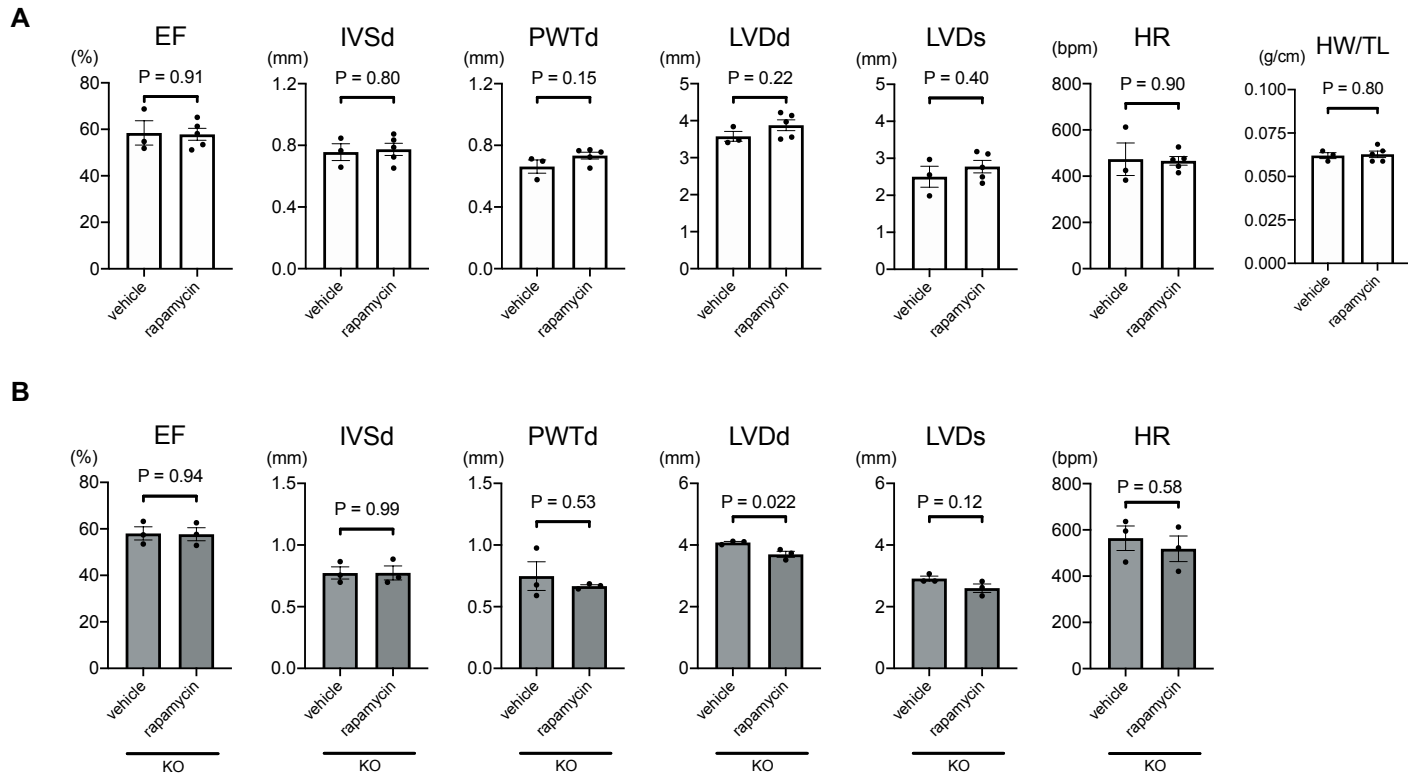 A
EF
(%)
P = 0.91
80
60
40
20
0
vehicle
rapamycin
IVSd
(mm)
P = 0.80
1.2
0.8
0.4
0.0
vehicle
rapamycin
PWTd
(mm)
P = 0.15
1.2
0.8
0.4
0.0
vehicle
rapamycin
LVDd
(mm)
P = 0.22
5
4
3
2
1
0
vehicle
rapamycin
LVDs
(mm)
P = 0.40
5
4
3
2
1
0
vehicle
rapamycin
HR
(bpm)
P = 0.90
800
600
400
200
0
vehicle
rapamycin
HW/TL
(g/cm)
P = 0.80
0.100
0.075
0.050
0.025
0.000
vehicle
rapamycin
B
EF
(%)
P = 0.94
80
60
40
20
0
vehicle
rapamycin
KO
IVSd
(mm)
P = 0.99
1.5
1.0
0.5
0.0
vehicle
rapamycin
KO
PWTd
(mm)
P = 0.53
1.5
1.0
0.5
0.0
vehicle
rapamycin
KO
LVDd
(mm)
P = 0.022
6
4
2
0
vehicle
rapamycin
KO
LVDs
(mm)
P = 0.12
6
4
2
0
vehicle
rapamycin
KO
HR
(bpm)
P = 0.58
800
600
400
200
0
vehicle
rapamycin
KO